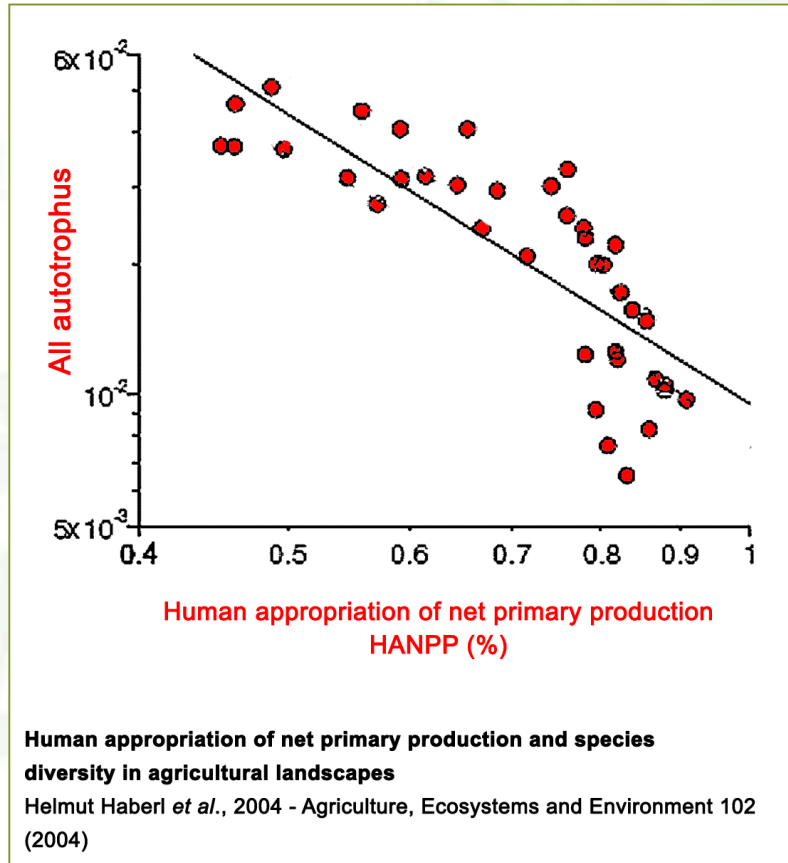 6x10⁻²
All autotrophus
10⁻²
5x10⁻³
0.4 0.5 0.6 0.7 0.8 0.9 1
Human appropriation of net primary production
HANPP (%)
Human appropriation of net primary production and species
diversity in agricultural landscapes
Helmut Haberl et al., 2004 - Agriculture, Ecosystems and Environment 102
(2004)